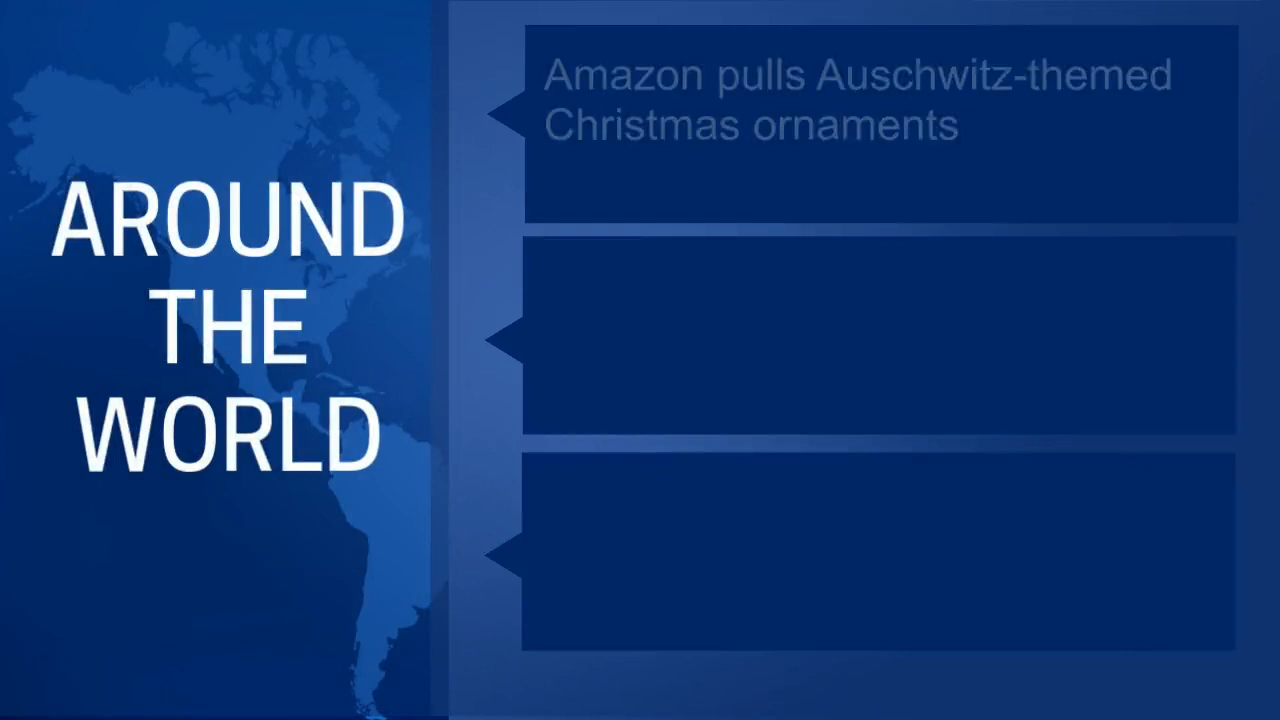 AROUND
THE
WORLD
Amazon pulls Auschwitz-themed
Christmas ornaments